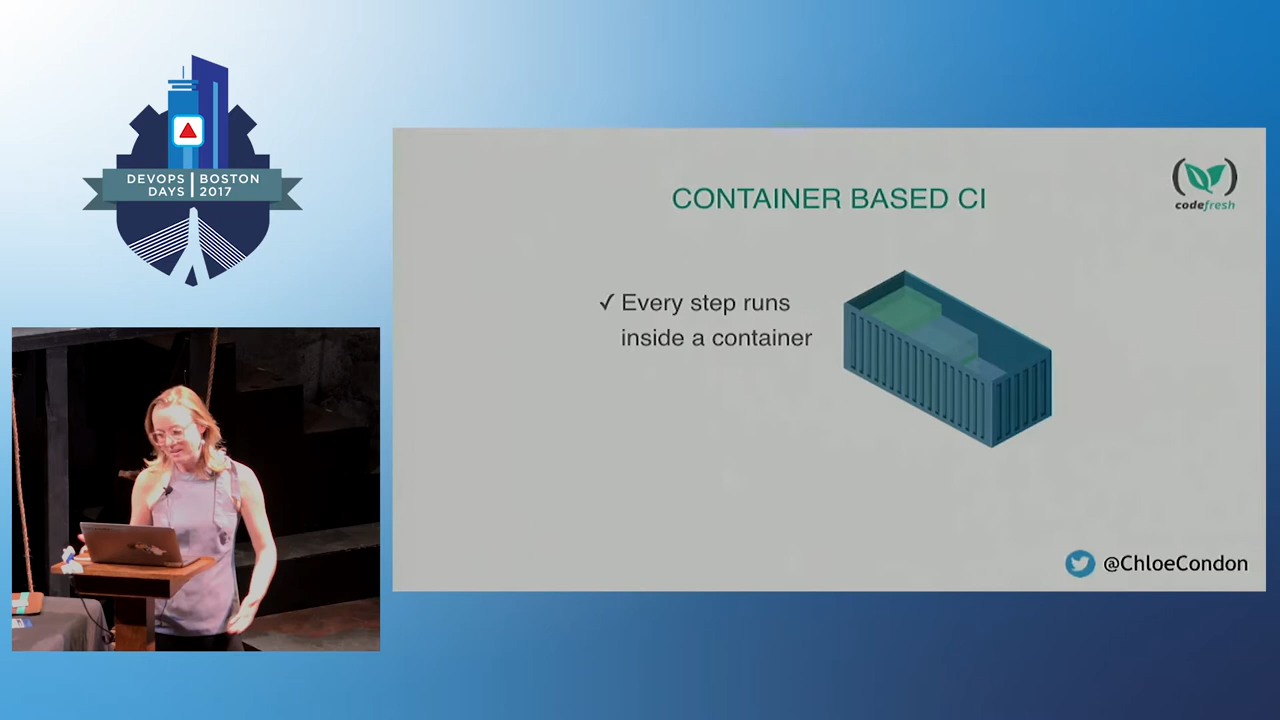 DEVOPS | BOSTON
DAYS | 2017
CONTAINER BASED CI
codefresh
✓ Every step runs
inside a container
@ChloeCondon